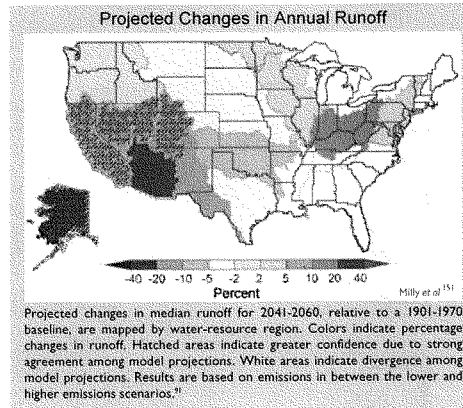 Projected Changes in Annual Runoff
-40 -20 -10 -5 -2 2 5 10 20 40
Percent
Milly et al 151
Projected changes in median runoff for 2041-2060, relative to a 1901-1970
baseline, are mapped by water-resource region. Colors indicate percentage
changes in runoff. Hatched areas indicate greater confidence due to strong
agreement among model projections. White areas indicate divergence among
model projections. Results are based on emissions in between the lower and
higher emissions scenarios.